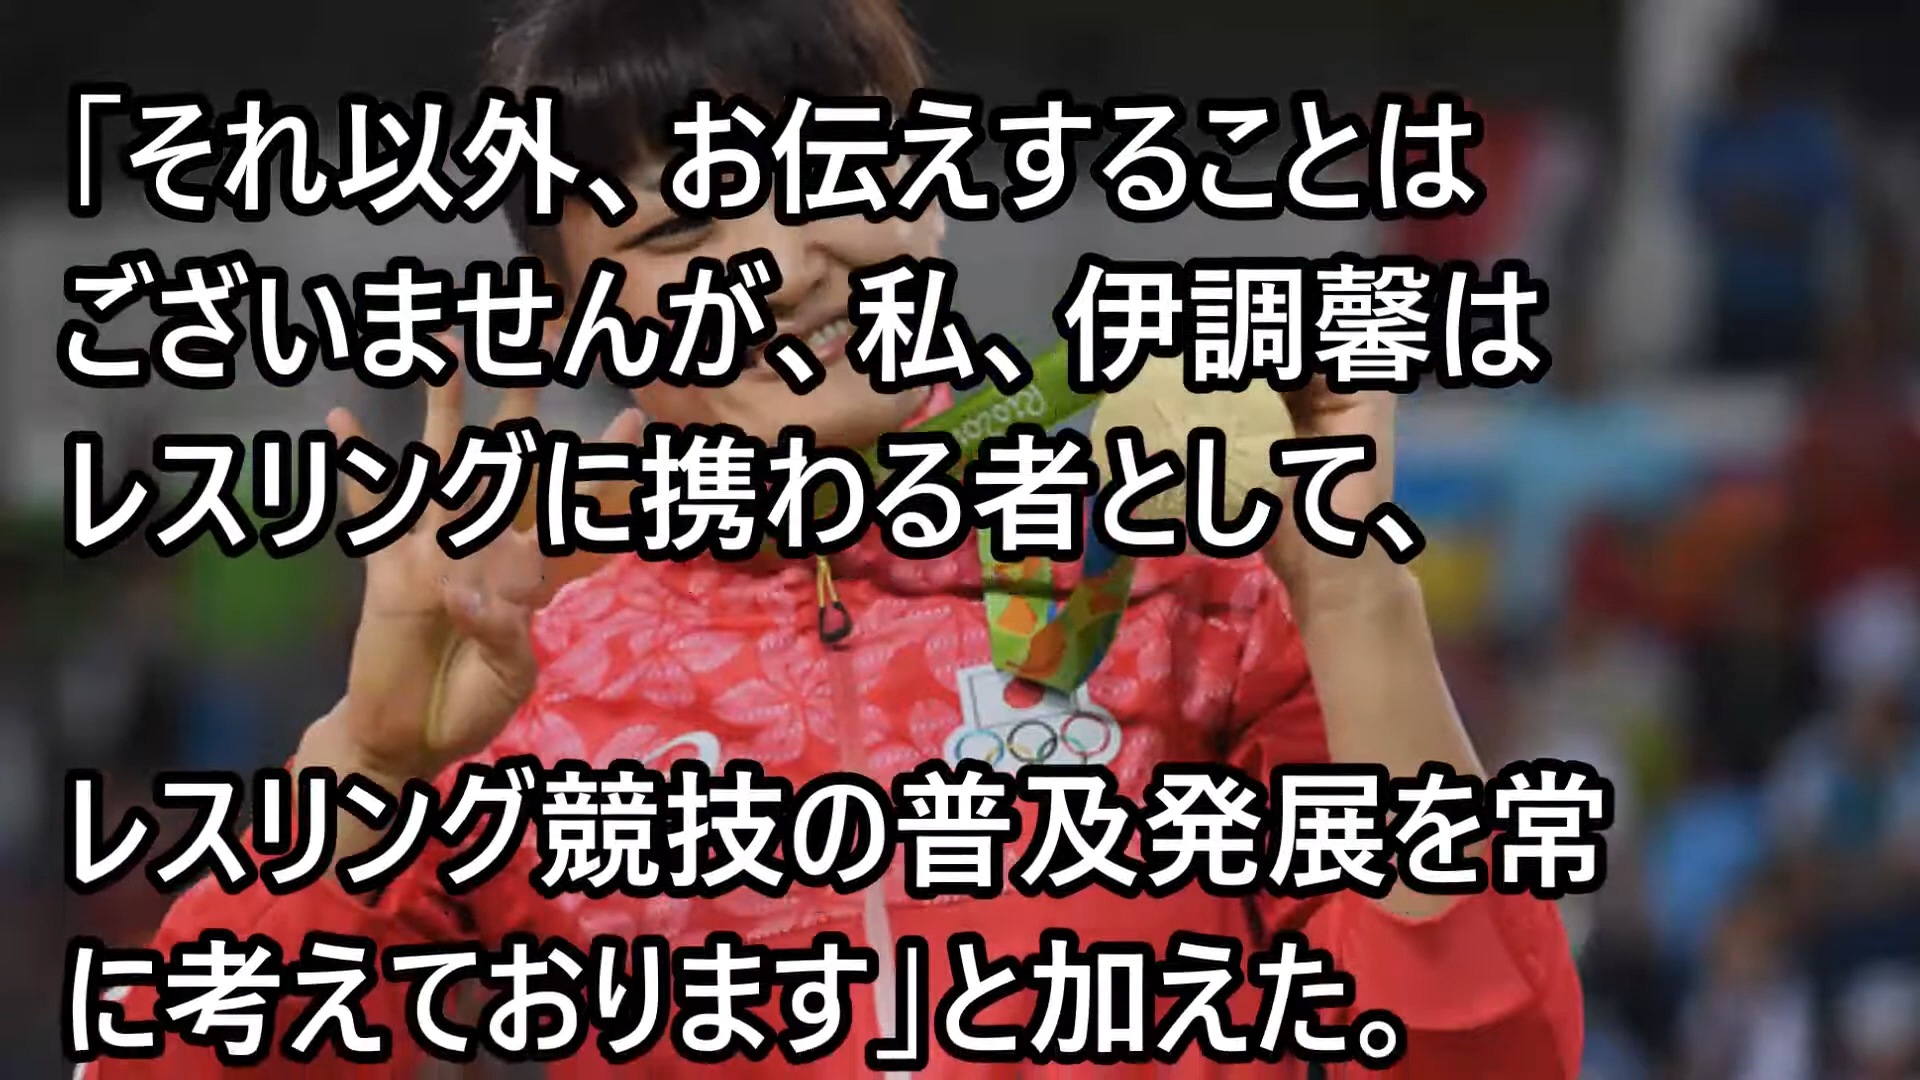 「それ以外、お伝えすることは
ございませんが、私、伊調馨は
レスリングに携わる者として、
レスリング競技の普及発展を常
に考えております」と加えた。
Rio2016